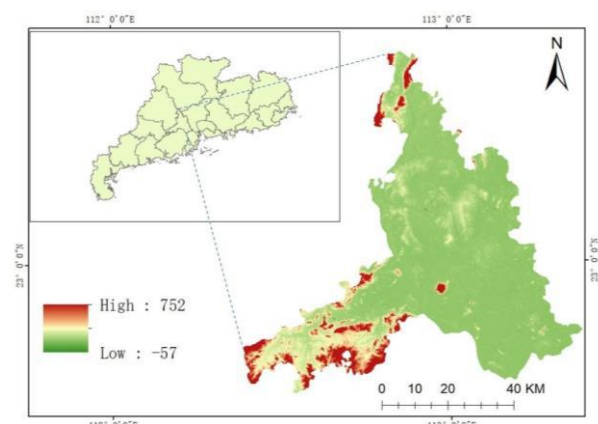 112° 0′0″E
113° 0′0″E
N
23° 0′0″N
23° 0′0″N
High : 752
Low : -57
0 10 20 40 KM